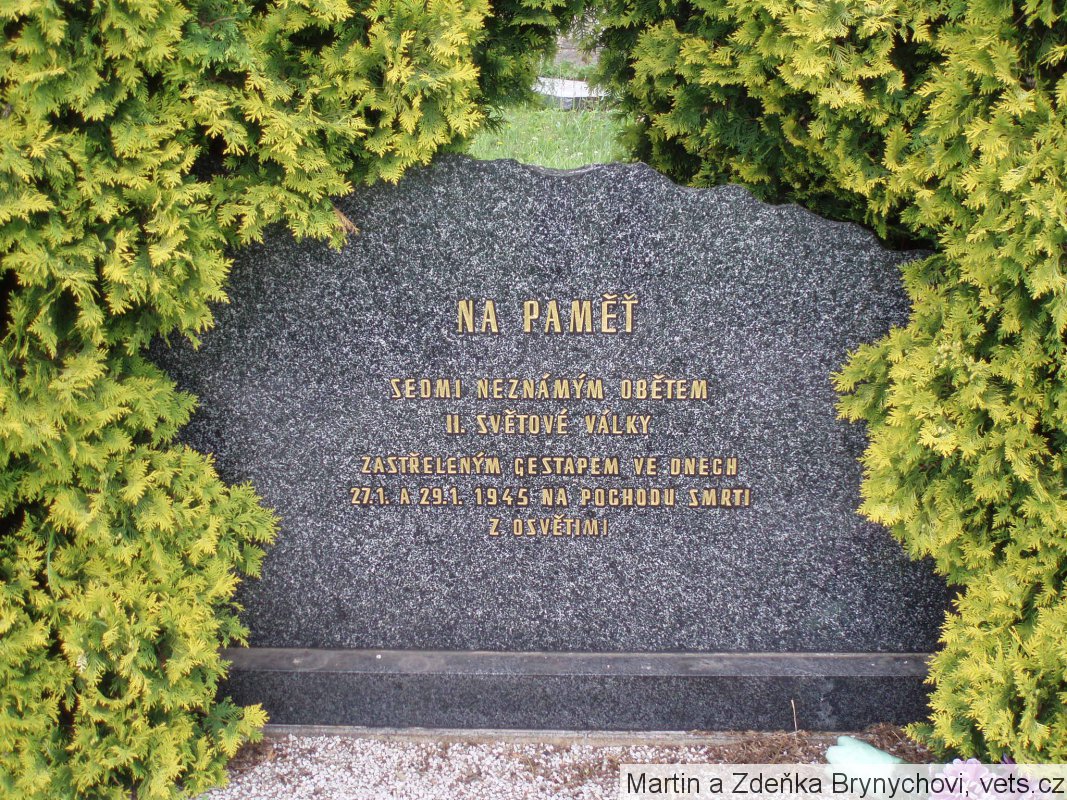 NA PAMĚŤ
SEDMI NEZNÁMÝM OBĚTEM
II. SVĚTOVÉ VÁLKY
ZASTŘELENÝM GESTAPEM VE DNECH
27.1. A 29.1. 1945 NA POCHODU SMRTI
Z OSVĚTIMI
Martin a Zdeňka Brynychovi, vets.cz